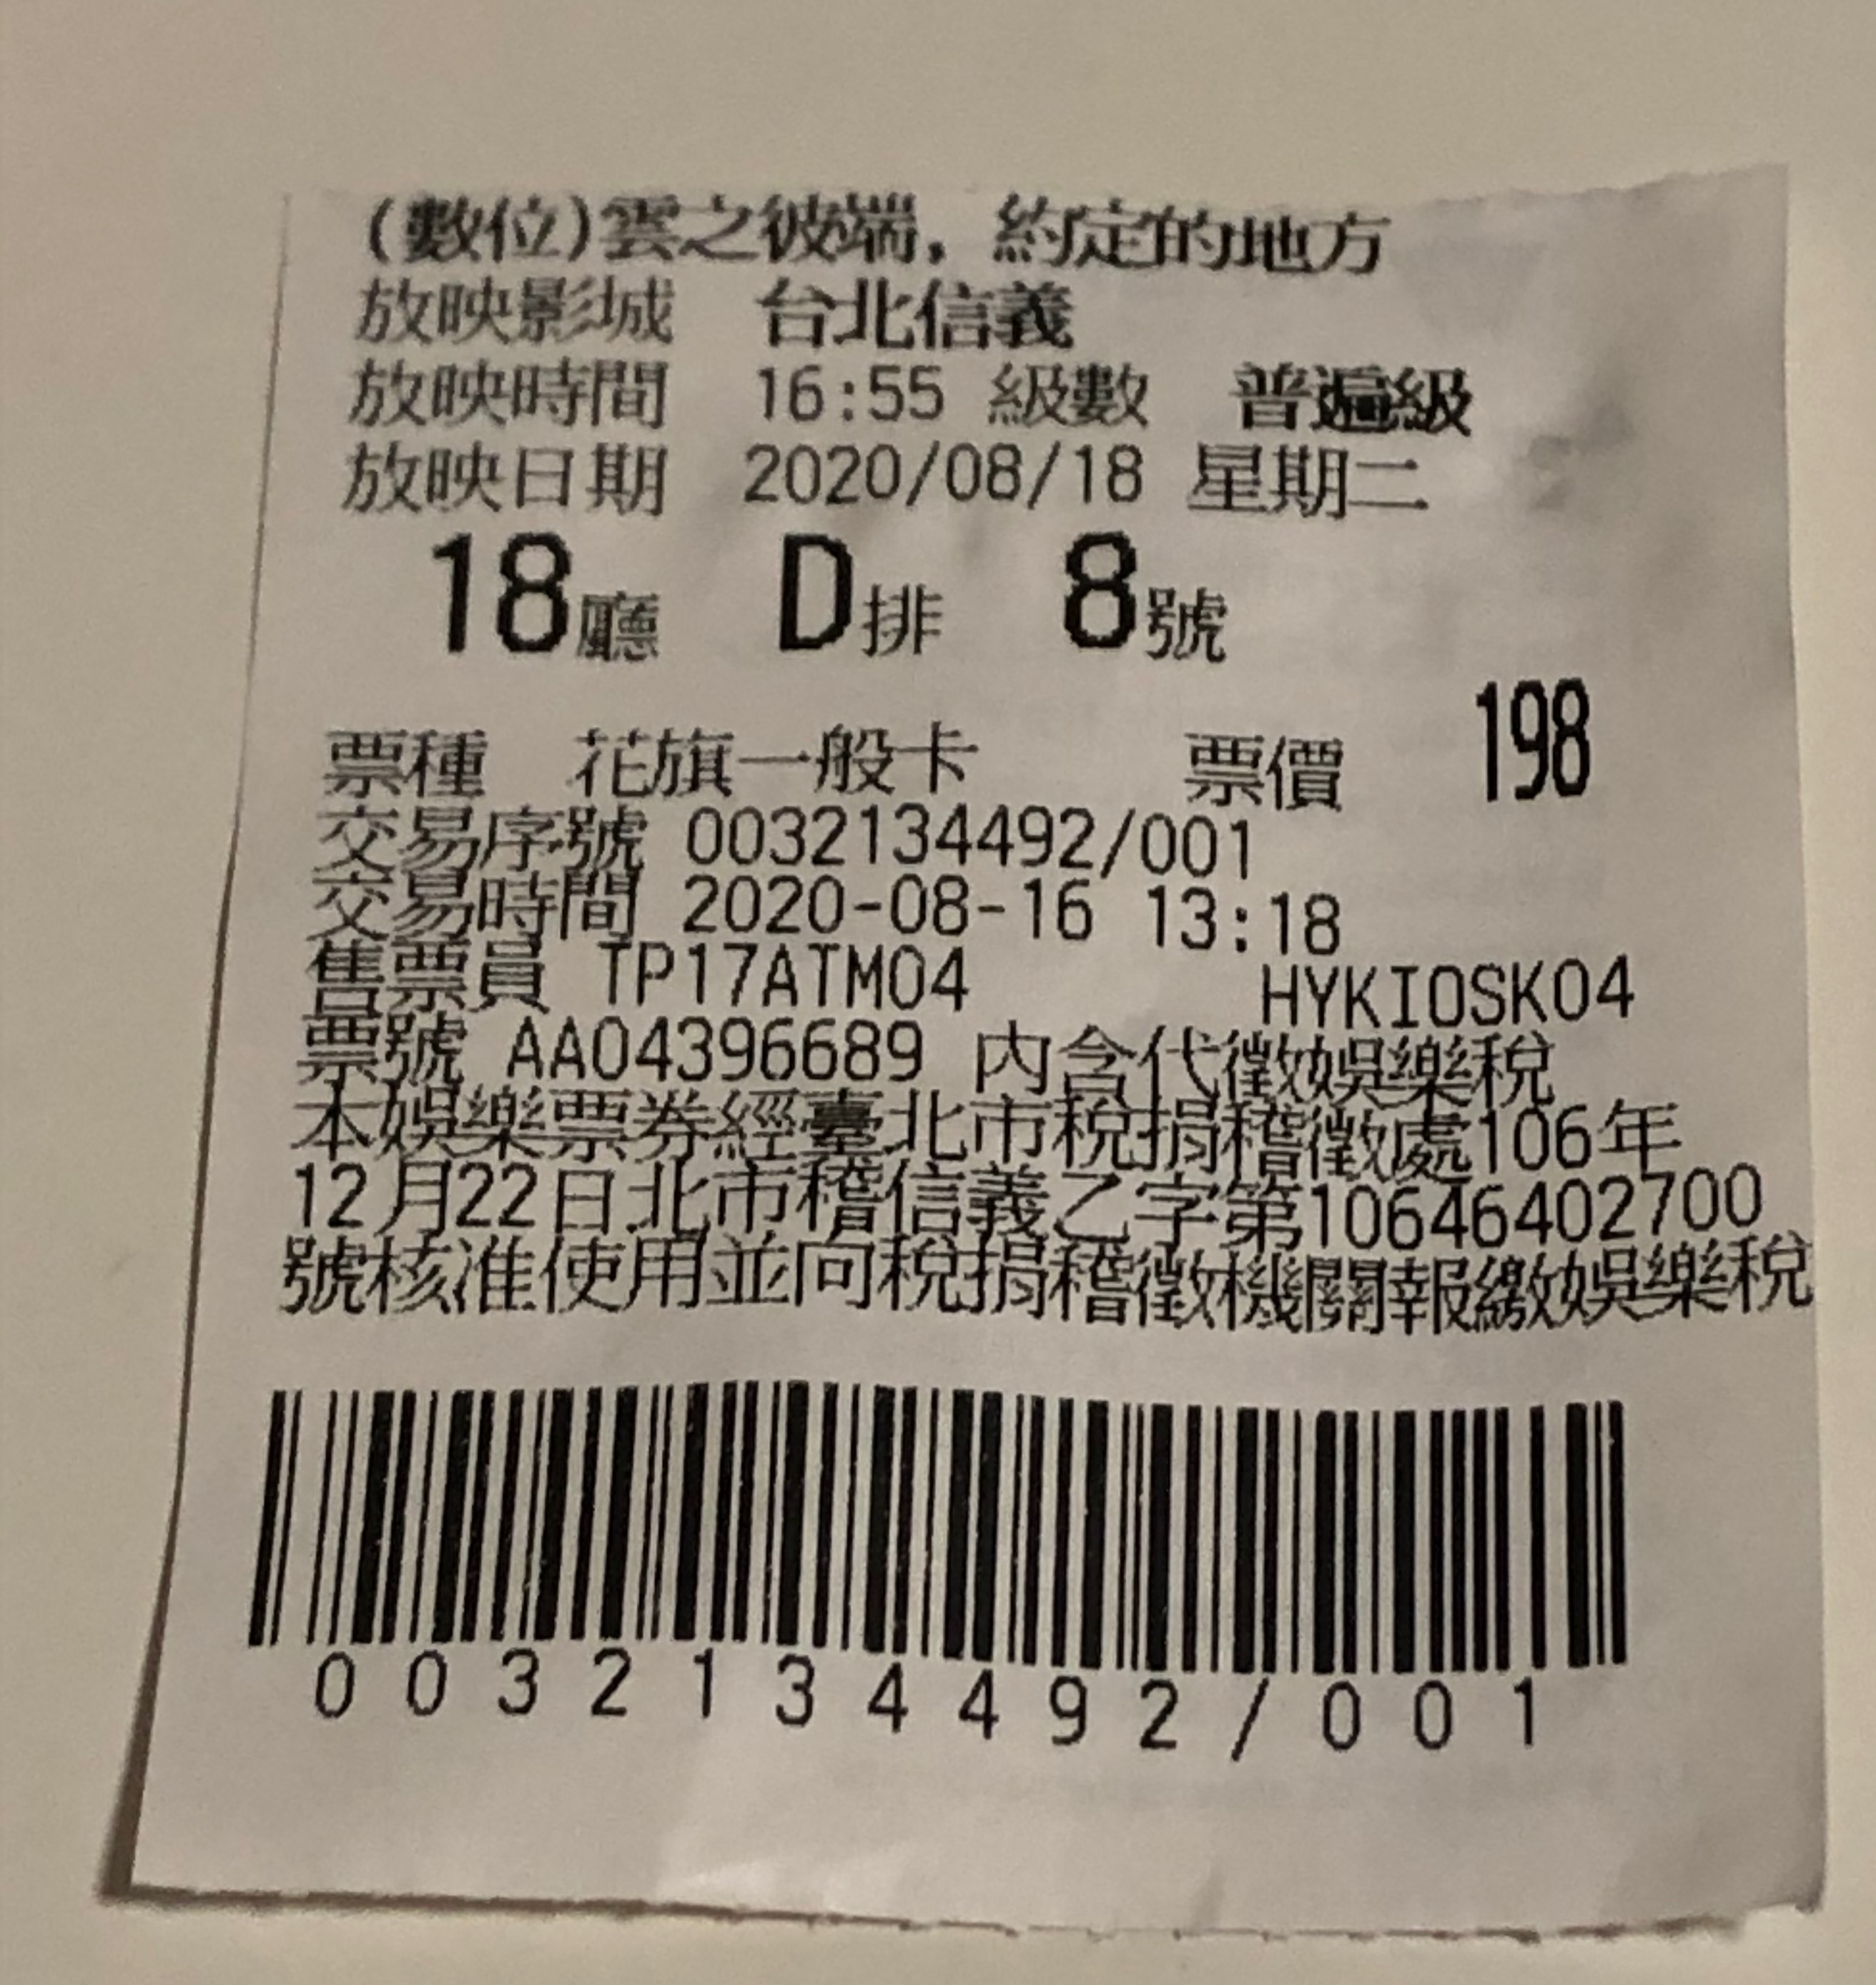 (數位)雲之彼端，約定的地方
放映影城 台北信義
放映時間 16:55 級數 普遍級
放映日期 2020/08/18 星期二
18廳 D排 8號
票種 花旗一般卡 票價 198
交易序號 0032134492/001
交易時間 2020-08-16 13:18
售票員 TP17ATM04 HYKIOSK04
票號 AA04396689 內含代徵娛樂稅
本娛樂票券經臺北市稅捐稽徵處106年
12月22日北市稽信義乙字第10646402700
號核准使用並向稅捐稽徵機關報繳娛樂稅
0032134492/001